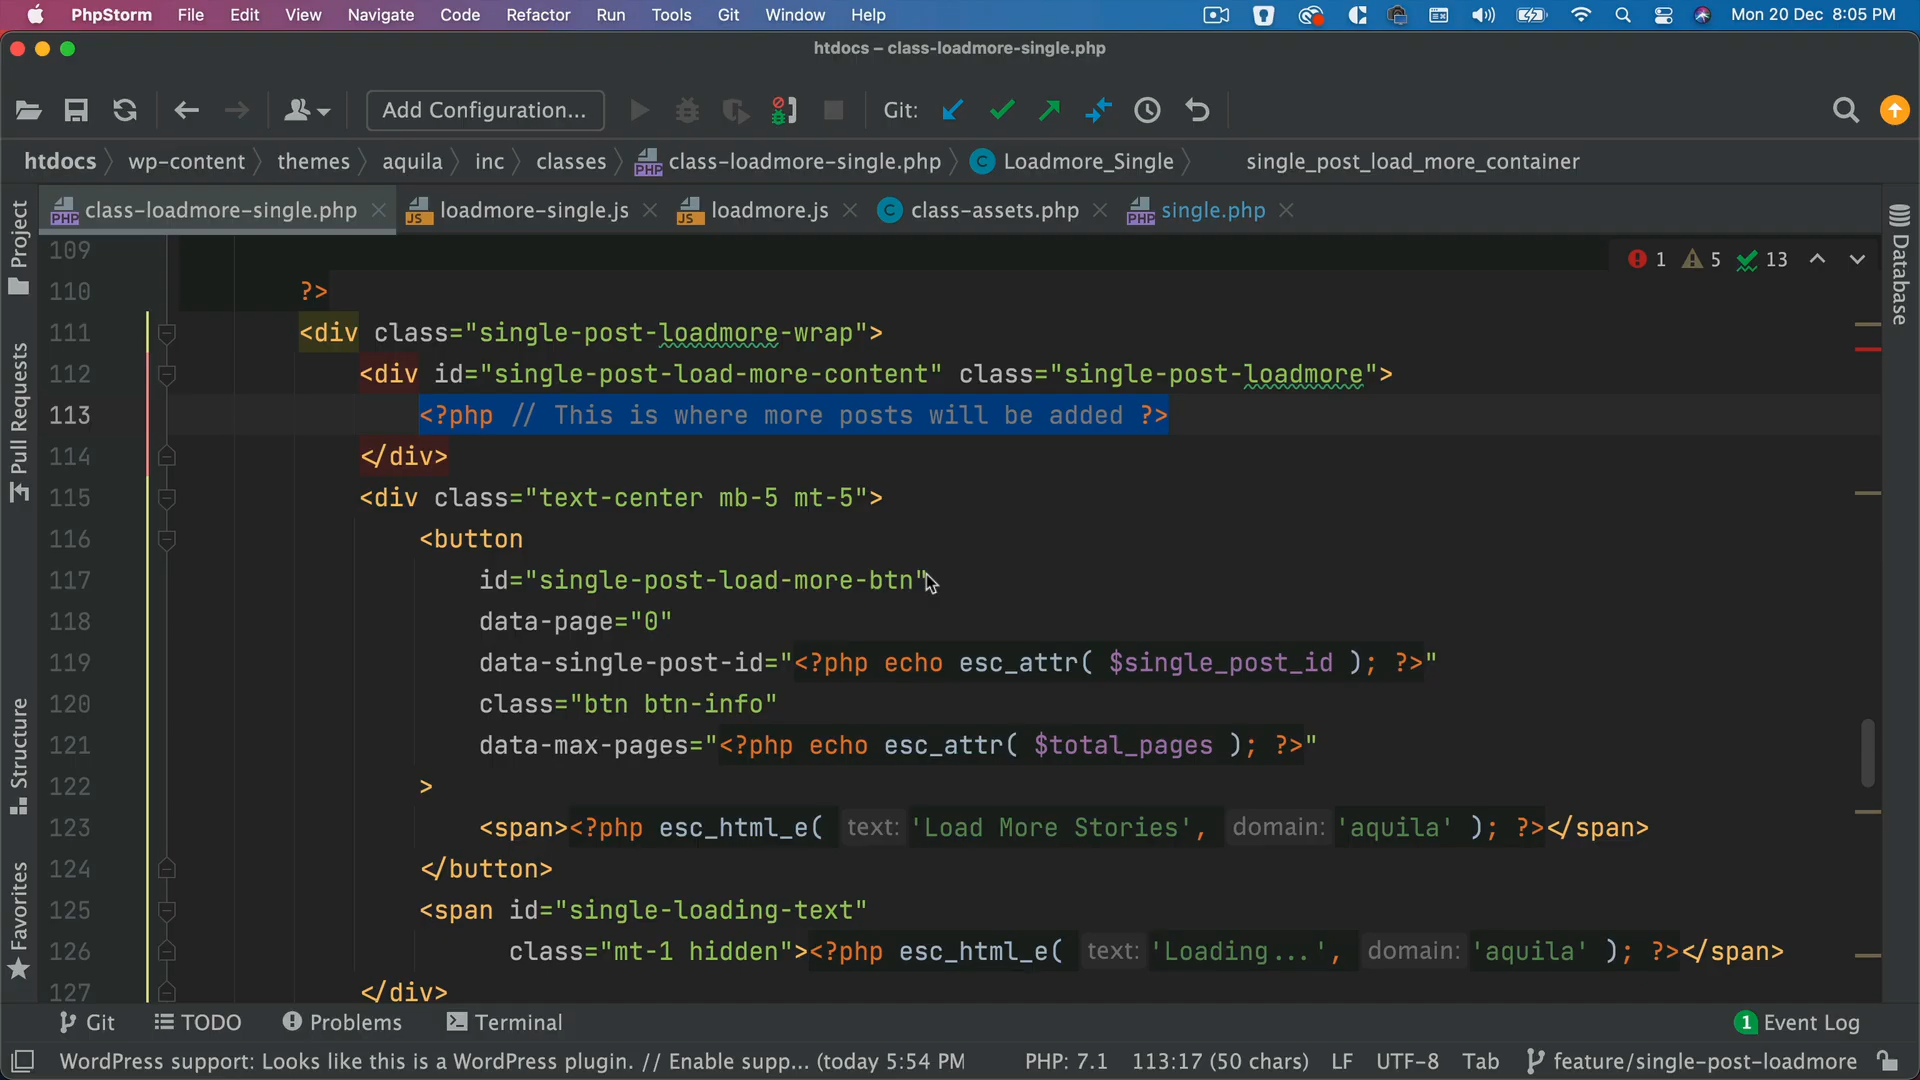 PhpStorm File Edit View Navigate Code Refactor Run Tools Git Window Help Mon 20 Dec 8:05 PM
htdocs – class-loadmore-single.php
Add Configuration... Git:
htdocs wp-content themes aquila inc classes class-loadmore-single.php Loadmore_Single single_post_load_more_container
class-loadmore-single.php loadmore-single.js loadmore.js class-assets.php single.php
Project
Pull Requests
Structure
Favorites
Database
1 5 13
109
110 ?>
111 <div class="single-post-loadmore-wrap">
112 <div id="single-post-load-more-content" class="single-post-loadmore">
113 <?php // This is where more posts will be added ?>
114 </div>
115 <div class="text-center mb-5 mt-5">
116 <button
117 id="single-post-load-more-btn"
118 data-page="0"
119 data-single-post-id="<?php echo esc_attr( $single_post_id ); ?>"
120 class="btn btn-info"
121 data-max-pages="<?php echo esc_attr( $total_pages ); ?>"
122 >
123 <span><?php esc_html_e( text: 'Load More Stories', domain: 'aquila' ); ?></span>
124 </button>
125 <span id="single-loading-text"
126 class="mt-1 hidden"><?php esc_html_e( text: 'Loading...', domain: 'aquila' ); ?></span>
127 </div>
Git TODO Problems Terminal 1 Event Log
WordPress support: Looks like this is a WordPress plugin. // Enable supp... (today 5:54 PM PHP: 7.1 113:17 (50 chars) LF UTF-8 Tab feature/single-post-loadmore